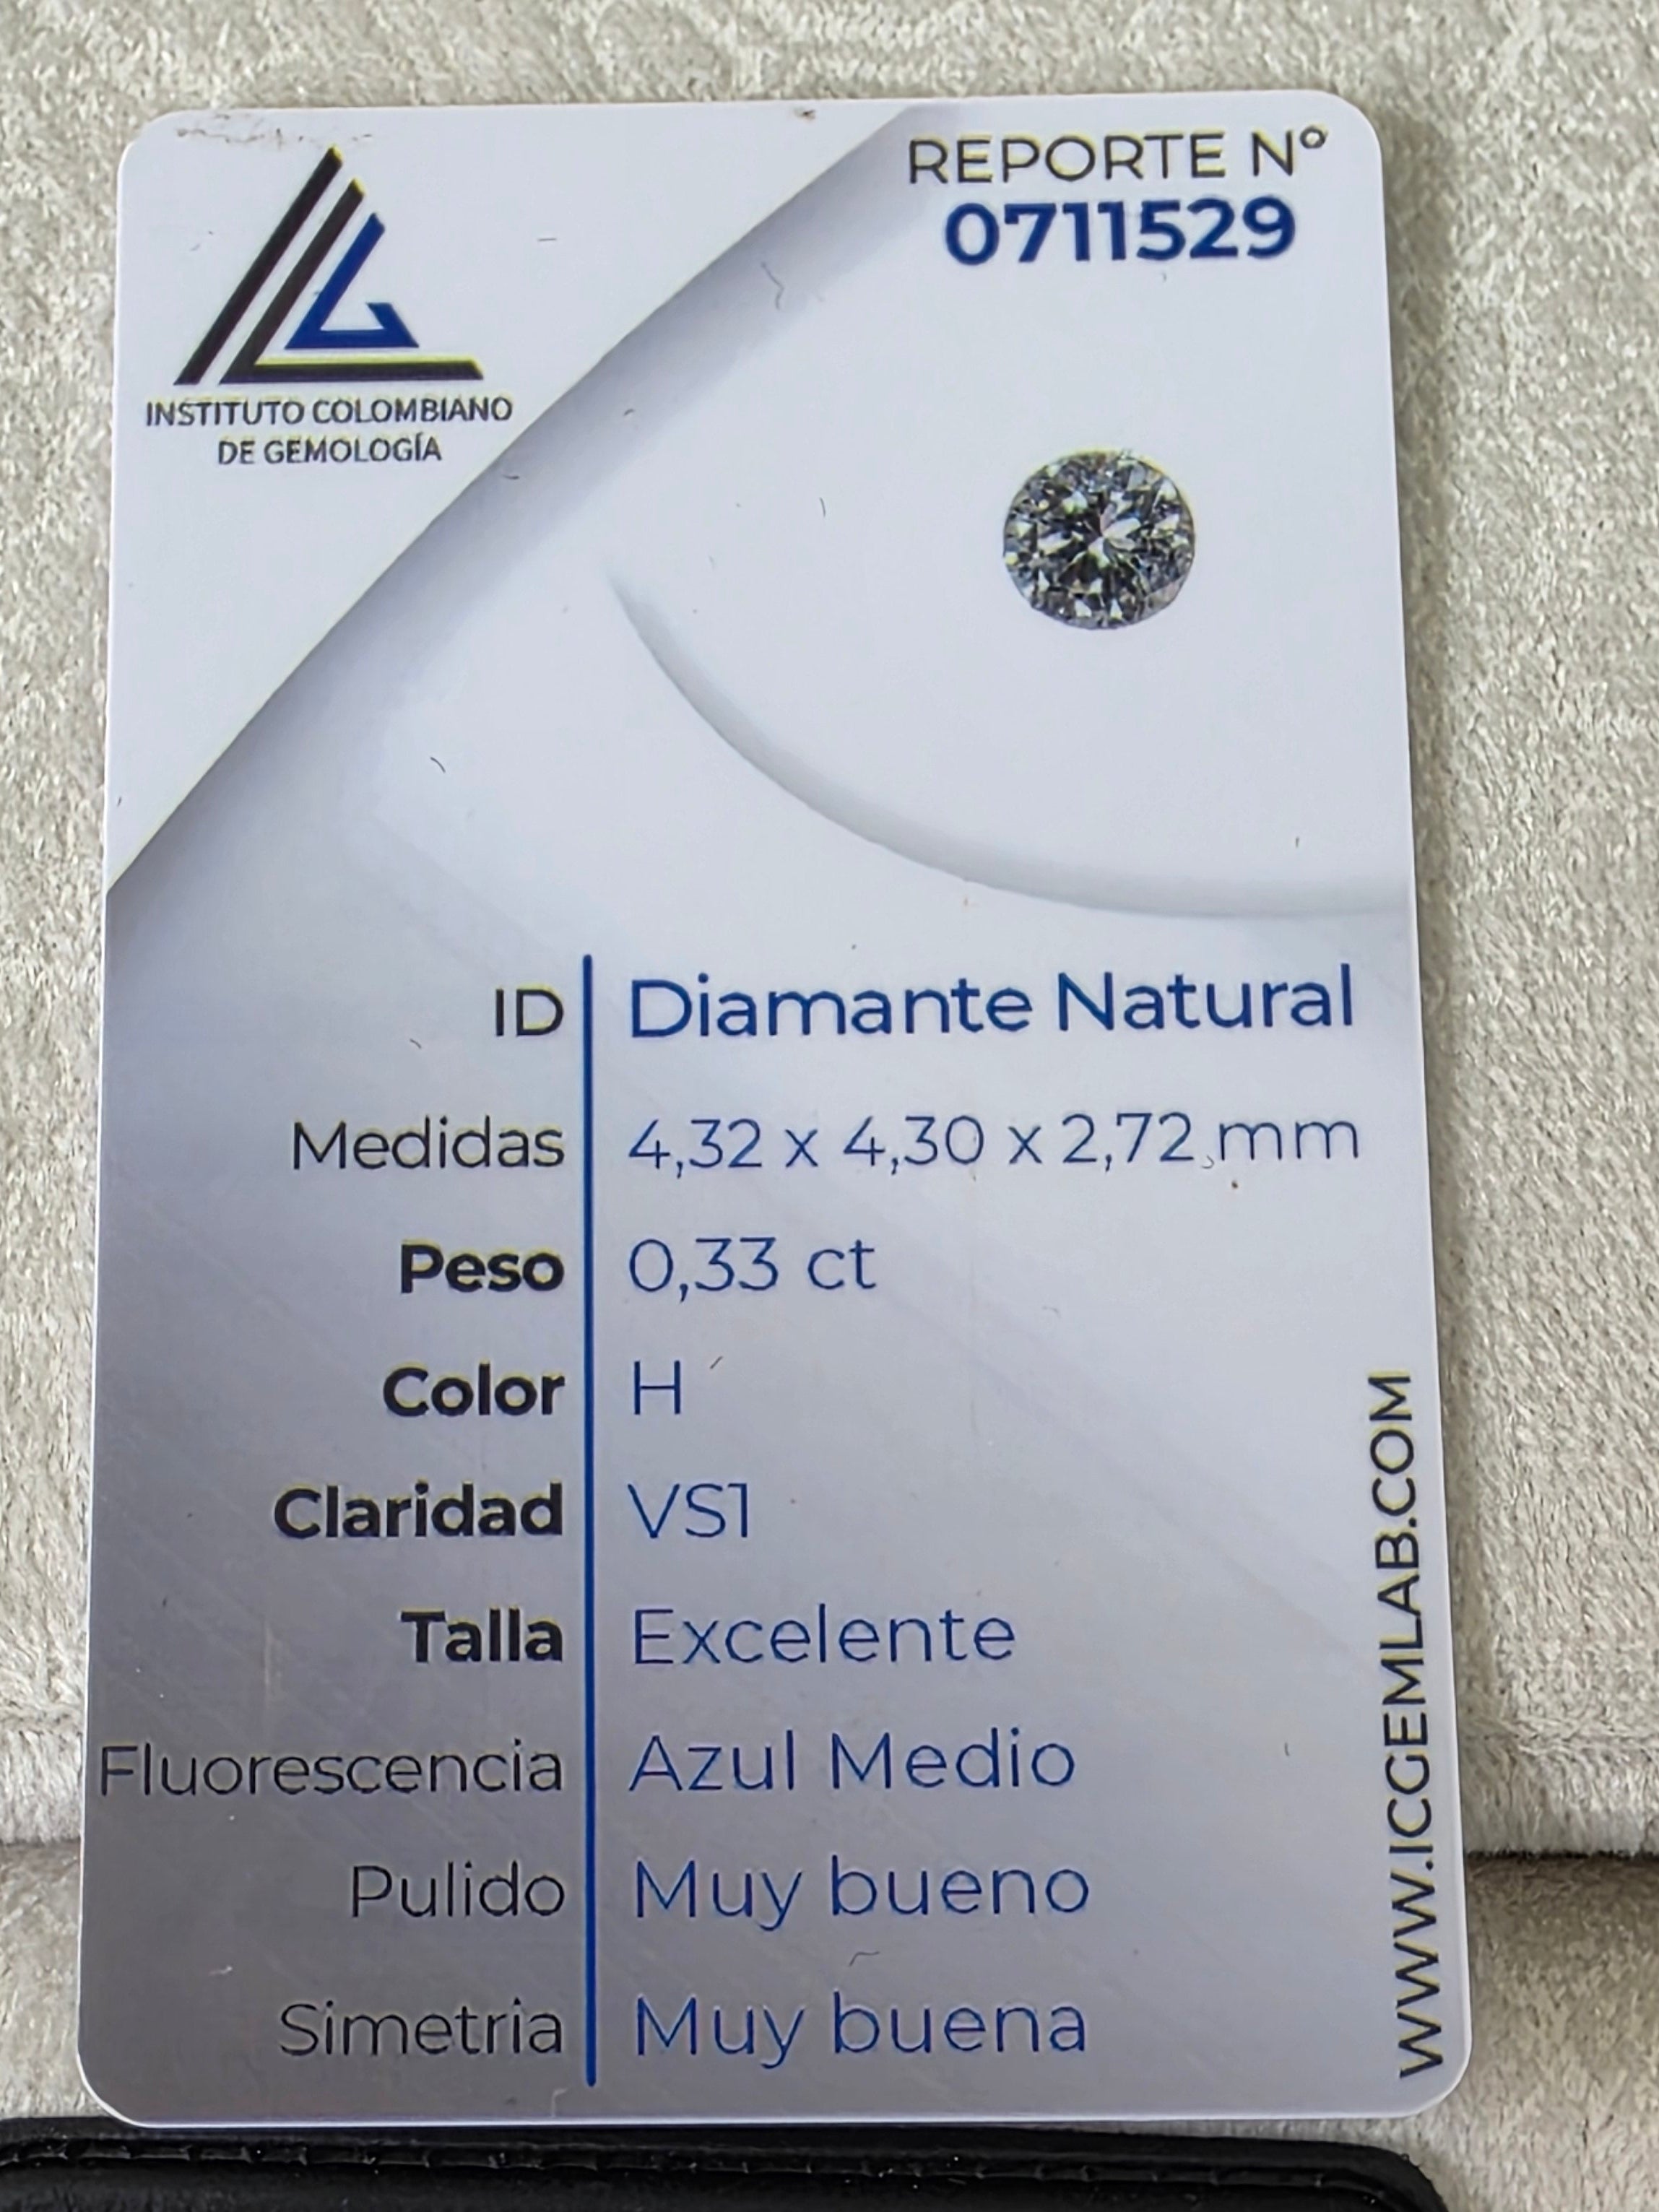 INSTITUTO COLOMBIANO
DE GEMOLOGÍA
REPORTE Nº
0711529
ID Diamante Natural
Medidas 4,32 x 4,30 x 2,72 mm
Peso 0,33 ct
Color H
Claridad VS1
Talla Excelente
Fluorescencia Azul Medio
Pulido Muy bueno
Simetria Muy buena
WWW.ICGEMLAB.COM